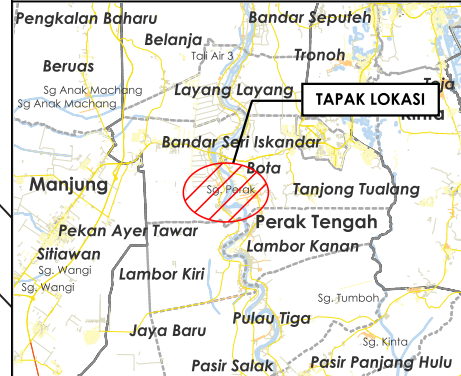 Pengkalan Baharu
Bandar Seputeh
Belanja
Tali Air 3
Tronoh
Beruas
Sg Anak Machang
Sg Anak Machang
Layang Layang
TAPAK LOKASI
Teja
Kinta
Bandar Seri Iskandar
Bota
Manjung
Sg. Perak
Tanjong Tualang
Pekan Ayer Tawar
Perak Tengah
Sitiawan
Lambor Kanan
Sg. Wangi
Lambor Kiri
Sg. Wangi
Sg. Tumboh
Pulau Tiga
Jaya Baru
Sg. Kinta
Pasir Salak
Pasir Panjang Hulu